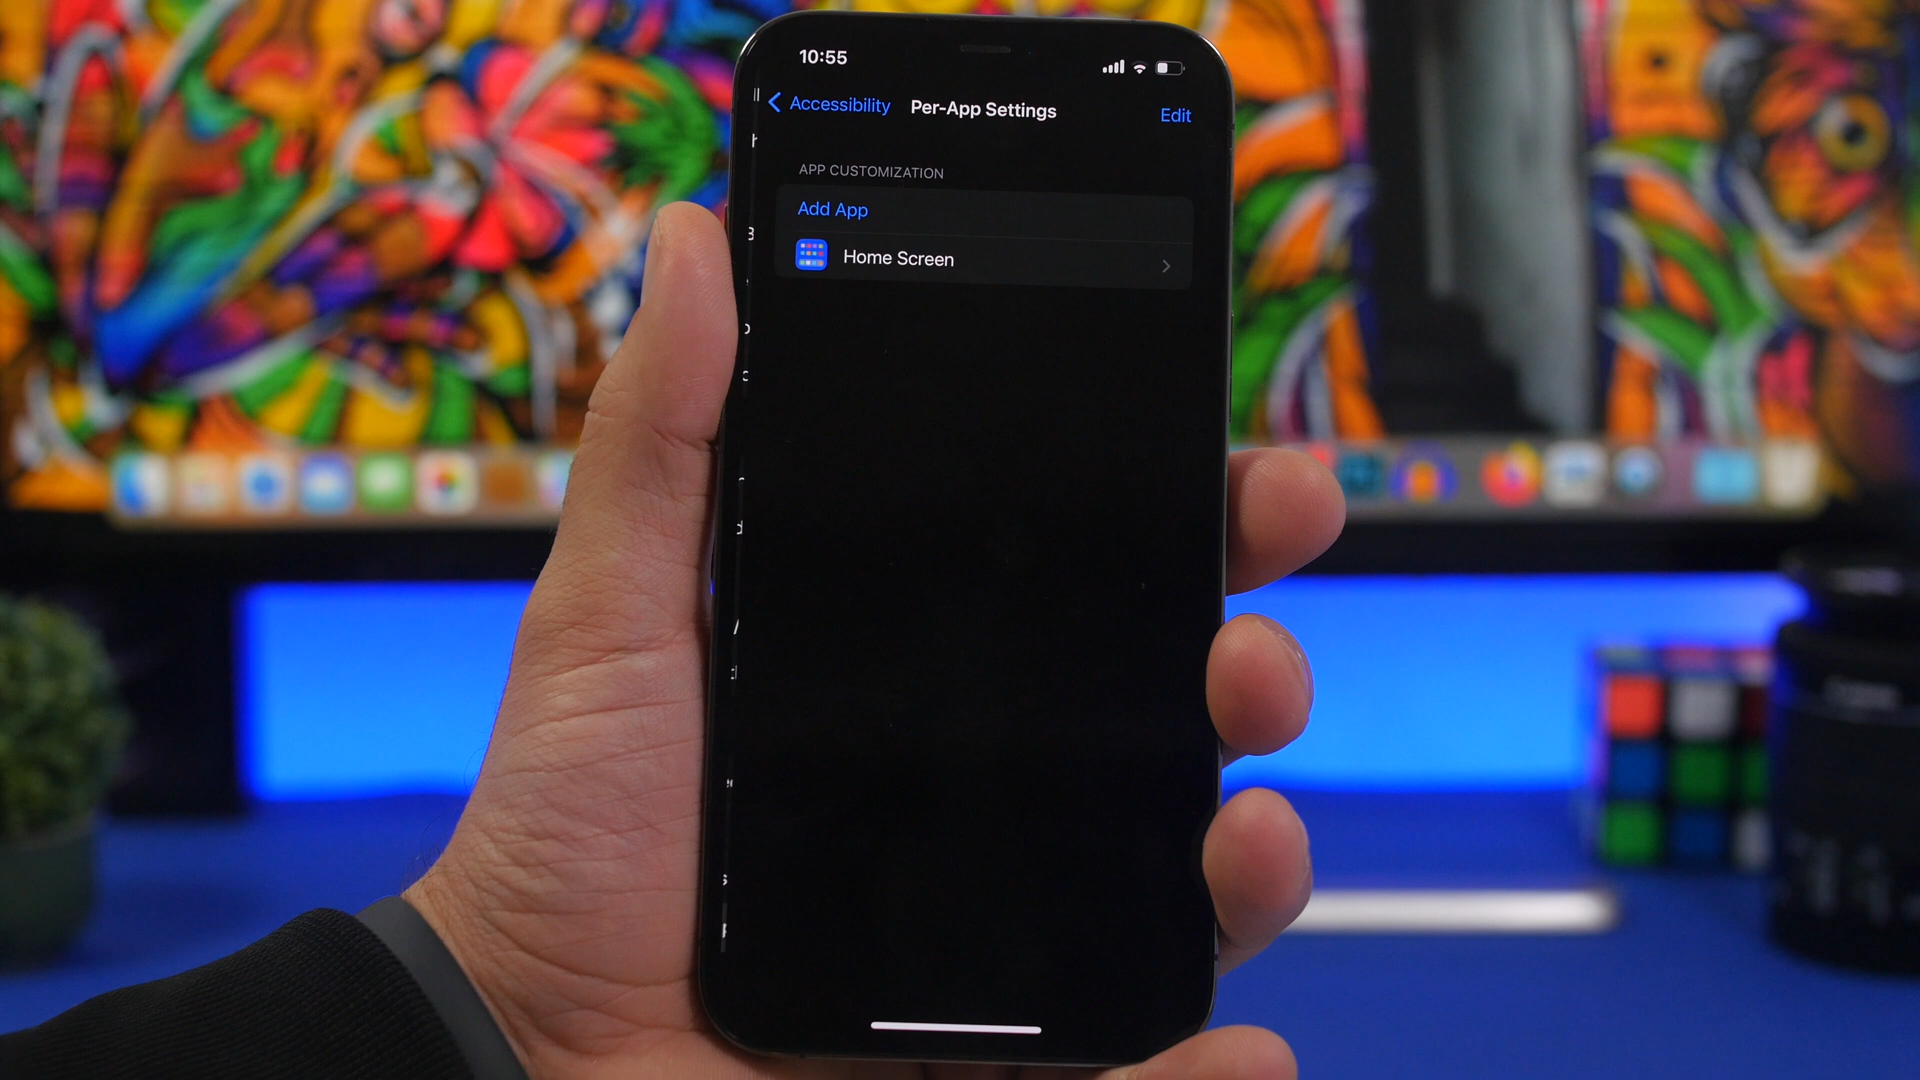 10:55
Accessibility
Per-App Settings
Edit
APP CUSTOMIZATION
Add App
Home Screen